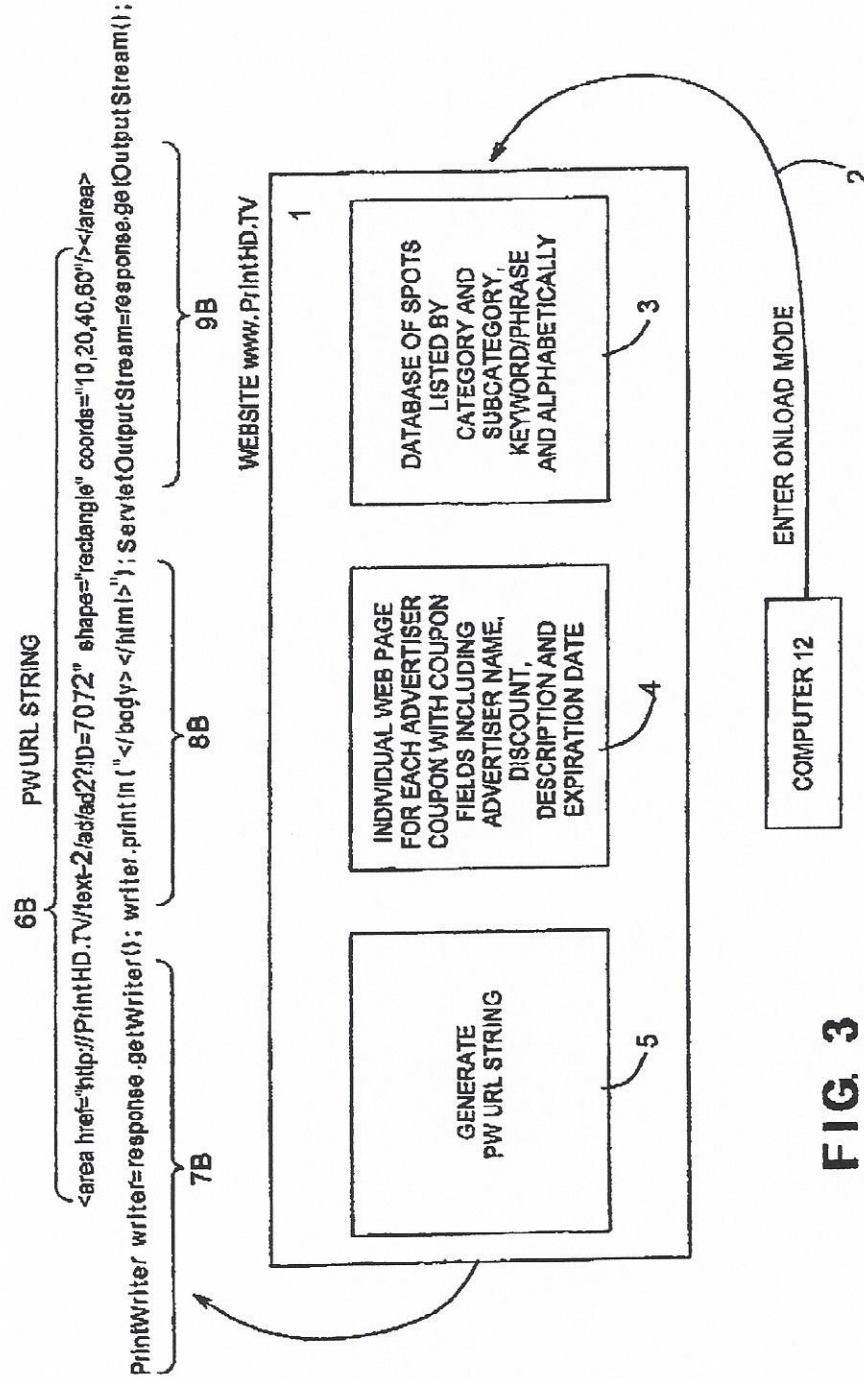 6B
PW URL STRING
<area href="http://PrintHD.TV/text-2/ad/ad2?ID=7072" shape="rectangle" coords="10,20,40,60"/></area>
PrintWriter writer=response.getWriter(); writer.println("</body></html>"); ServletOutputStream=response.getOutputStream();
7B
8B
9B
WEBSITE www.PrintHD.TV
1
GENERATE
PW URL STRING
5
INDIVIDUAL WEB PAGE
FOR EACH ADVERTISER
COUPON WITH COUPON
FIELDS INCLUDING
ADVERTISER NAME,
DISCOUNT,
DESCRIPTION AND
EXPIRATION DATE
4
DATABASE OF SPOTS
LISTED BY
CATEGORY AND
SUBCATEGORY,
KEYWORD/PHRASE
AND ALPHABETICALLY
3
ENTER ONLOAD MODE
COMPUTER 12
2
FIG. 3